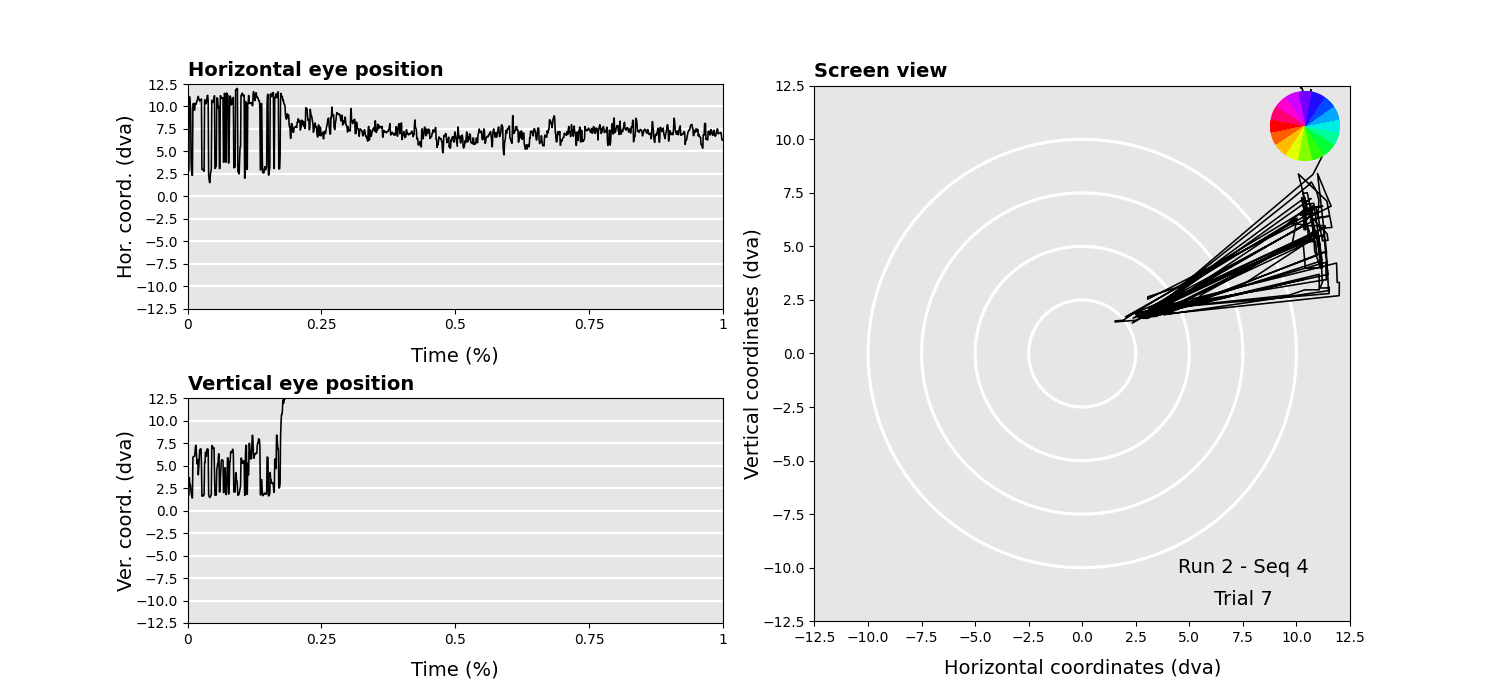 Horizontal eye position
12.5
10.0
7.5
5.0
2.5
0.0
−2.5
−5.0
−7.5
−10.0
−12.5
Hor. coord. (dva)
0 0.25 0.5 0.75 1
Time (%)
Vertical eye position
12.5
10.0
7.5
5.0
2.5
0.0
−2.5
−5.0
−7.5
−10.0
−12.5
Ver. coord. (dva)
0 0.25 0.5 0.75 1
Time (%)
Screen view
12.5
10.0
7.5
5.0
2.5
0.0
−2.5
−5.0
−7.5
−10.0
−12.5
Vertical coordinates (dva)
Run 2 - Seq 4
Trial 7
−12.5 −10.0 −7.5 −5.0 −2.5 0.0 2.5 5.0 7.5 10.0 12.5
Horizontal coordinates (dva)